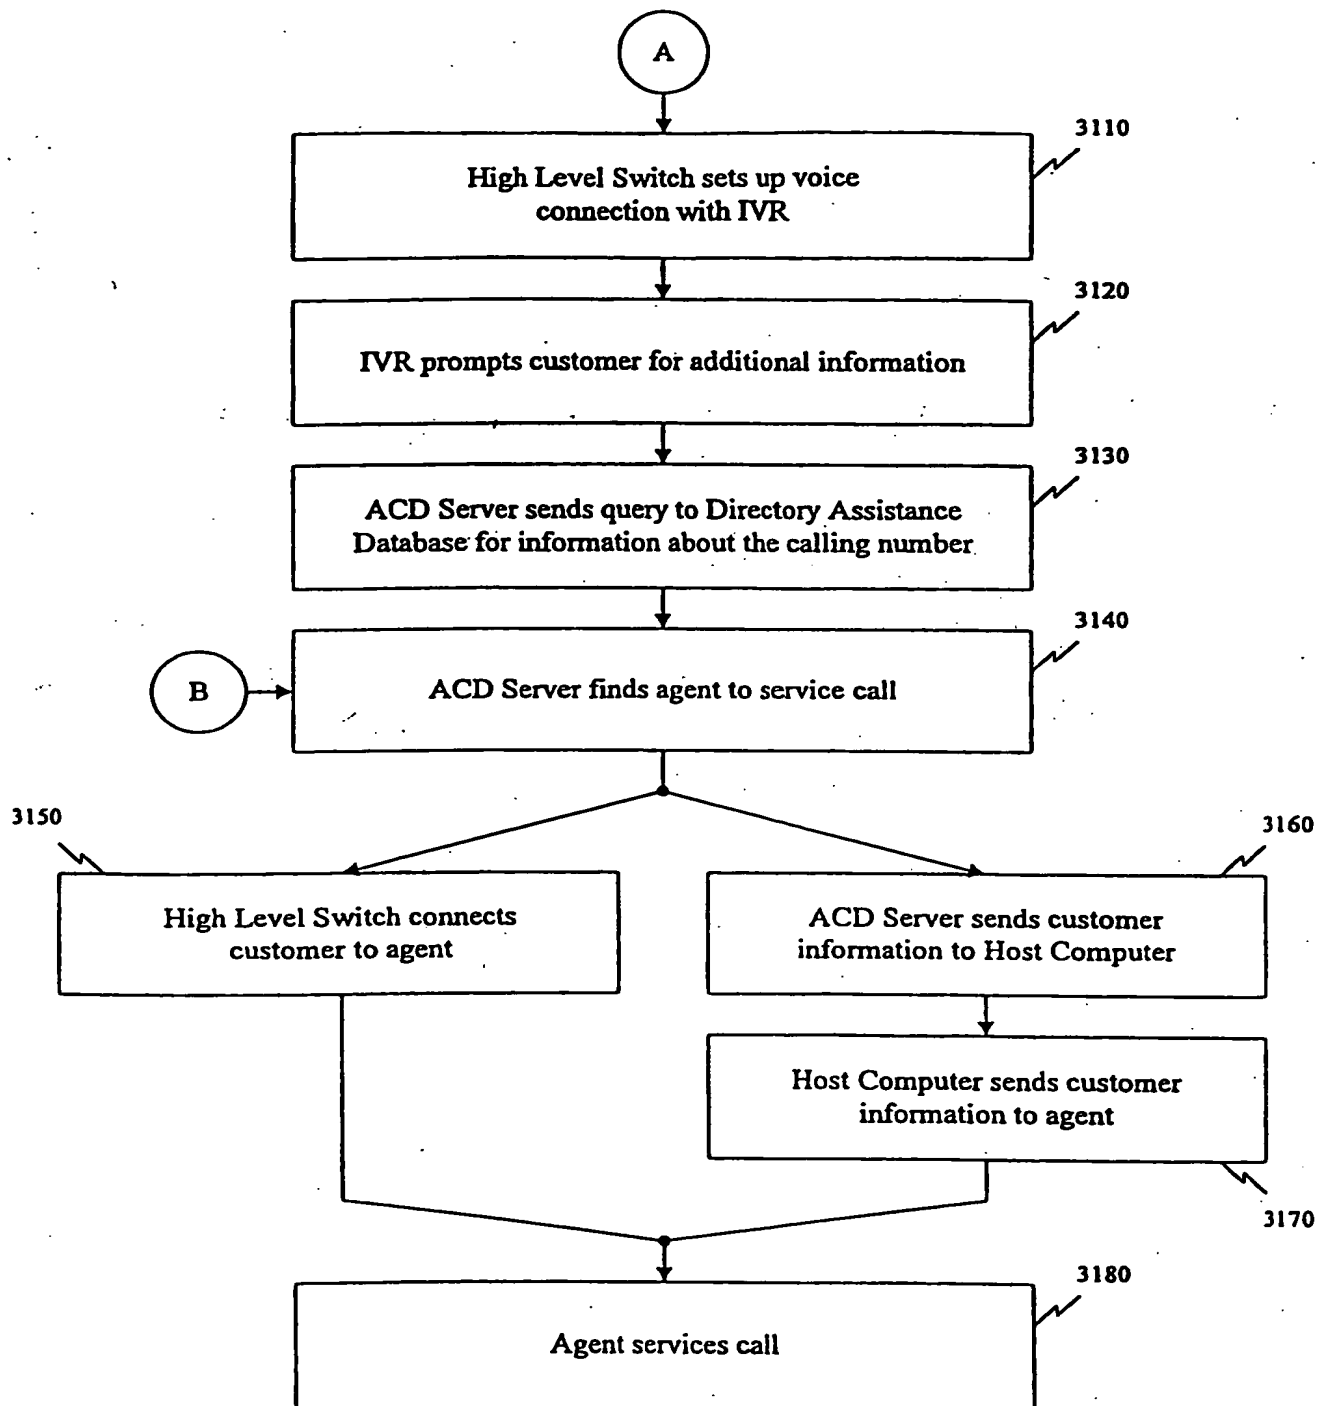 A
3110
High Level Switch sets up voice
connection with IVR
3120
IVR prompts customer for additional information
3130
ACD Server sends query to Directory Assistance
Database for information about the calling number
3140
B
ACD Server finds agent to service call
3150
3160
High Level Switch connects
customer to agent
ACD Server sends customer
information to Host Computer
Host Computer sends customer
information to agent
3170
3180
Agent services call